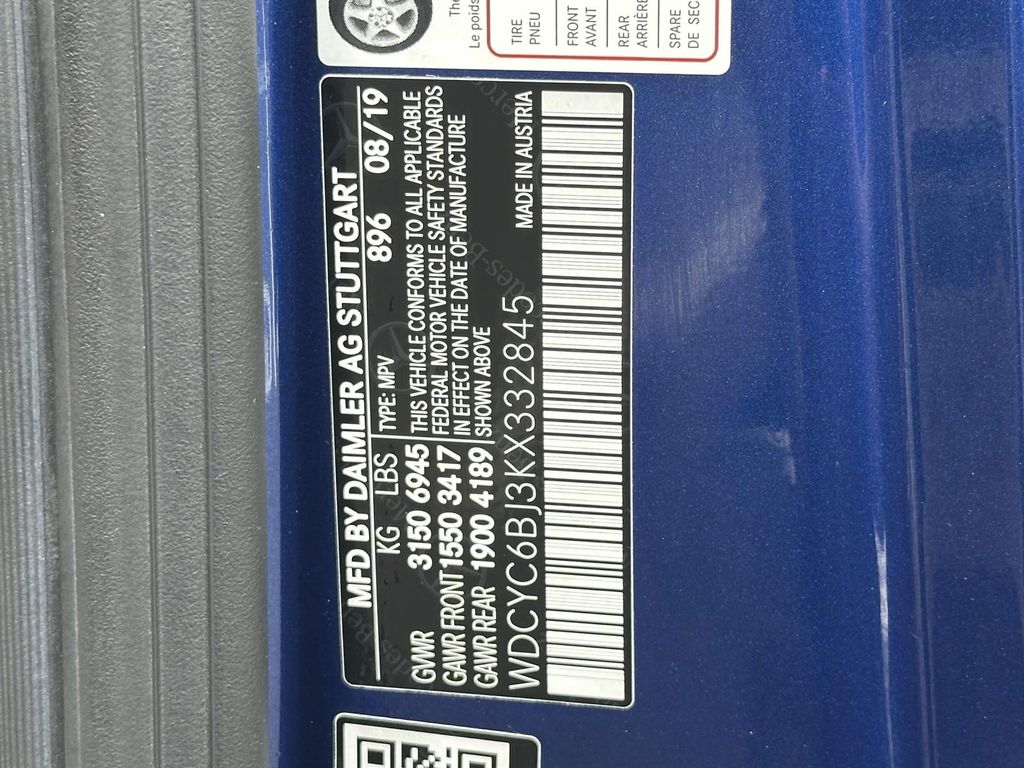 MFD BY DAIMLER AG STUTTGART
KG LBS TYPE: MPV 896 08/19
GVWR 3150 6945 THIS VEHICLE CONFORMS TO ALL APPLICABLE
GAWR FRONT 1550 3417 FEDERAL MOTOR VEHICLE SAFETY STANDARDS
GAWR REAR 1900 4189 IN EFFECT ON THE DATE OF MANUFACTURE
SHOWN ABOVE
WDCYC6BJ3KX332845 MADE IN AUSTRIA
The
Le poids
TIRE
PNEU
FRONT
AVANT
REAR
ARRIÈRE
SPARE
DE SEC